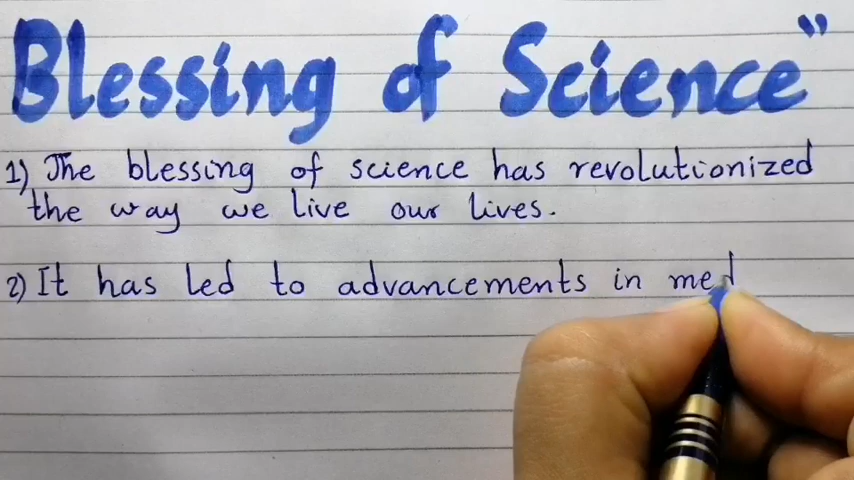 Blessing of Science"
1) The blessing of science has revolutionized
the way we live our lives.
2) It has led to advancements in med